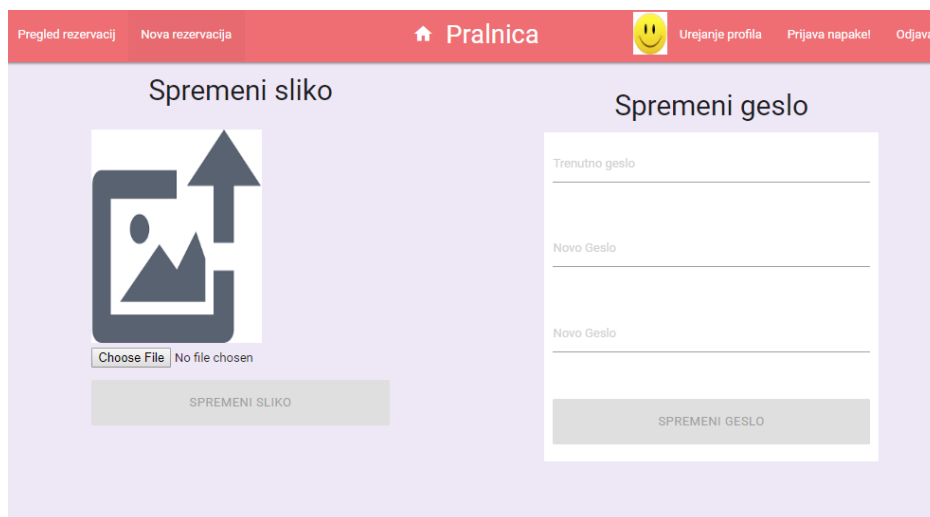 Pregled rezervacij Nova rezervacija Pralnica Urejanje profila Prijava napake! Odjava
Spremeni sliko
Choose File No file chosen
SPREMENI SLIKO
Spremeni geslo
Trenutno geslo
Novo Geslo
Novo Geslo
SPREMENI GESLO